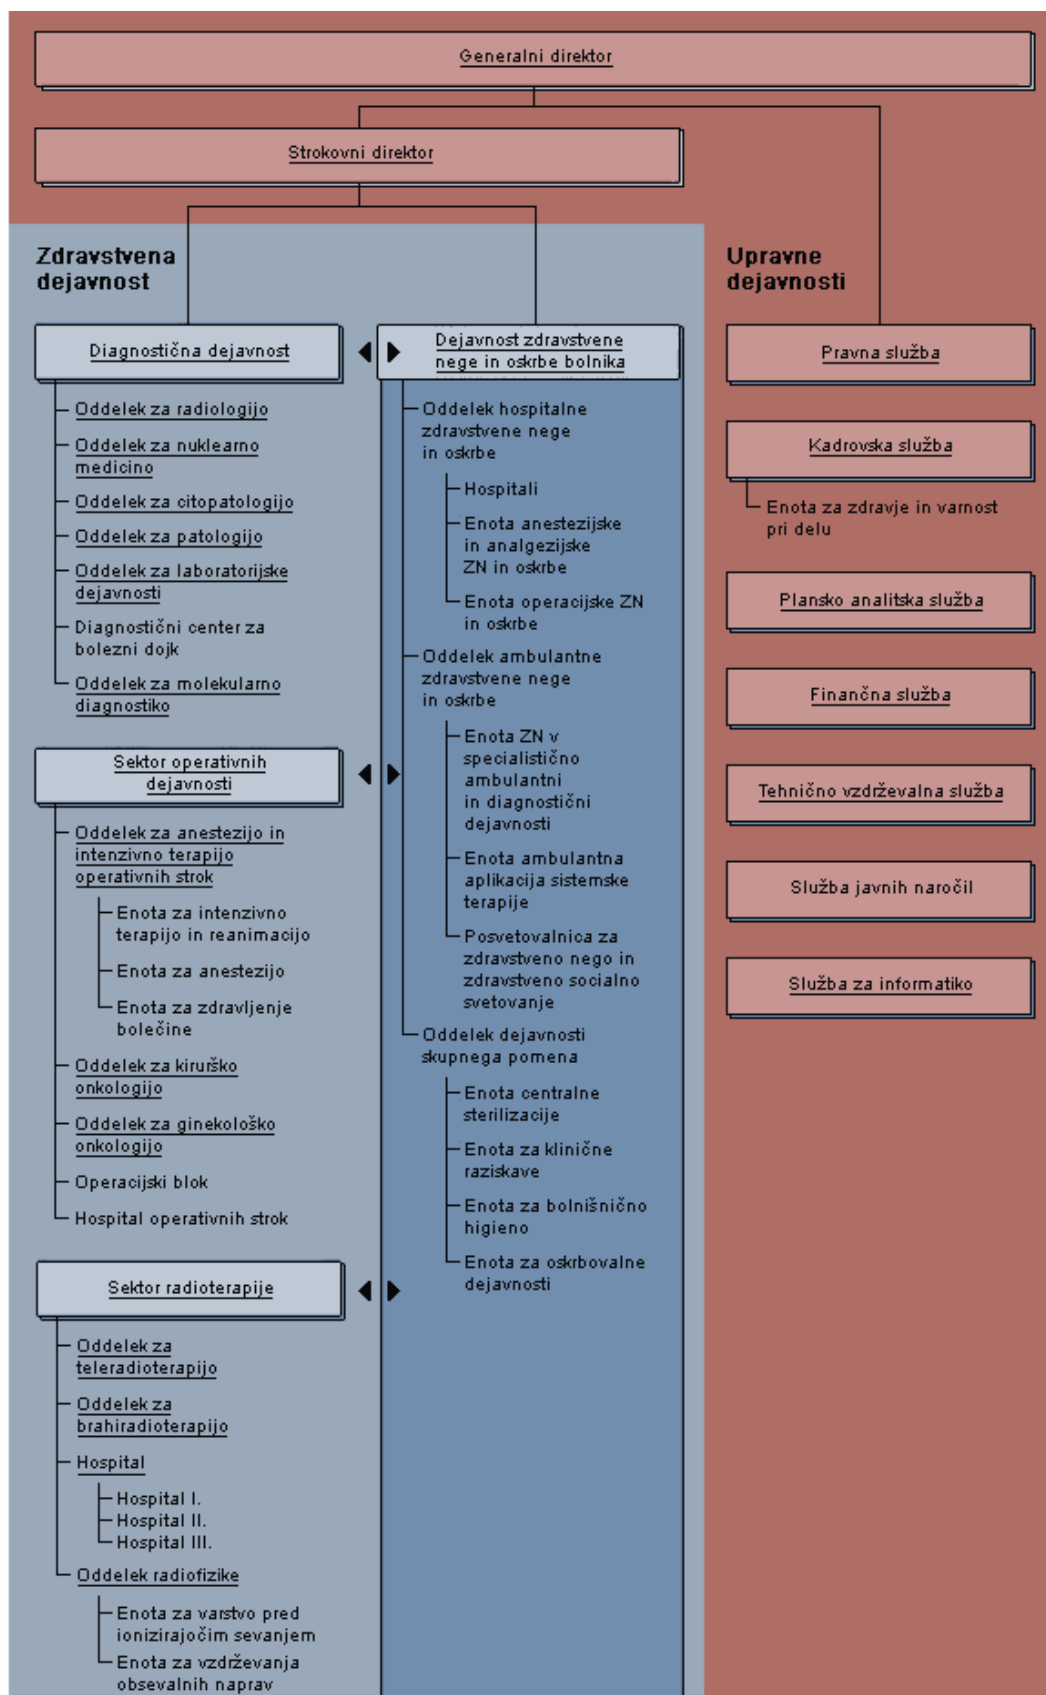 Generalni direktor
Strokovni direktor
Zdravstvena
dejavnost
Diagnostična dejavnost
Oddelek za radiologijo
Oddelek za nuklearno
medicino
Oddelek za citopatologijo
Oddelek za patologijo
Oddelek za laboratorijske
dejavnosti
Diagnostični center za
bolezni dojk
Oddelek za molekularno
diagnostiko
Sektor operativnih
dejavnosti
Oddelek za anestezijo in
intenzivno terapijo
operativnih strok
Enota za intenzivno
terapijo in reanimacijo
Enota za anestezijo
Enota za zdravljenje
bolečine
Oddelek za kirurško
onkologijo
Oddelek za ginekološko
onkologijo
Operacijski blok
Hospital operativnih strok
Sektor radioterapije
Oddelek za
teleradioterapijo
Oddelek za
brahiradioterapijo
Hospital
Hospital I.
Hospital II.
Hospital III.
Oddelek radiofizike
Enota za varstvo pred
ionizirajočim sevanjem
Enota za vzdrževanja
obsevalnih naprav
Dejavnost zdravstvene
nege in oskrbe bolnika
Oddelek hospitalne
zdravstvene nege
in oskrbe
Hospitali
Enota anestezijske
in analgezijske
ZN in oskrbe
Enota operacijske ZN
in oskrbe
Oddelek ambulantne
zdravstvene nege
in oskrbe
Enota ZN v
specialistično
ambulantni
in diagnostični
dejavnosti
Enota ambulantna
aplikacija sistemske
terapije
Posvetovalnica za
zdravstveno nego in
zdravstveno socialno
svetovanje
Oddelek dejavnosti
skupnega pomena
Enota centralne
sterilizacije
Enota za klinične
raziskave
Enota za bolnišnično
higieno
Enota za oskrbovalne
dejavnosti
Upravne
dejavnosti
Pravna služba
Kadrovska služba
Enota za zdravje in varnost
pri delu
Plansko analitska služba
Finančna služba
Tehnično vzdrževalna služba
Služba javnih naročil
Služba za informatiko